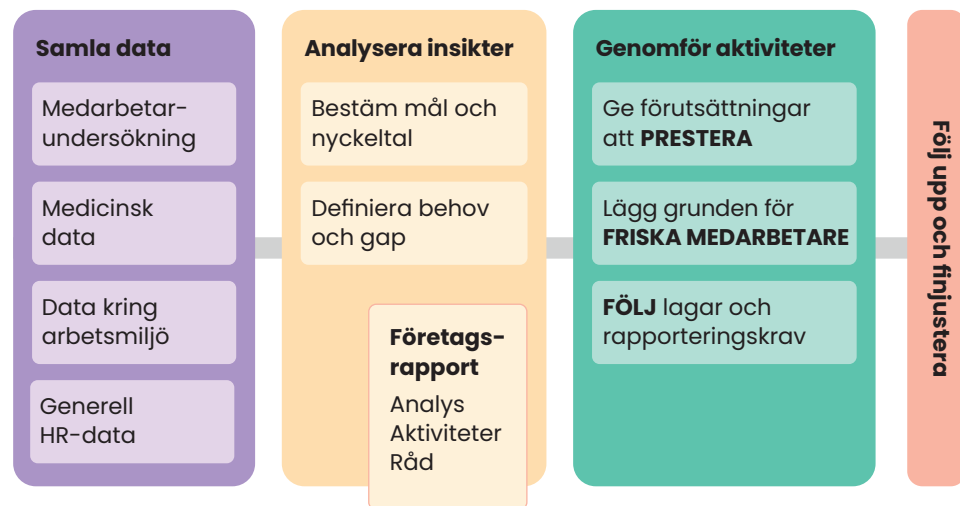 Samla data
Medarbetar-
undersökning
Medicinsk
data
Data kring
arbetsmiljö
Generell
HR-data
Analysera insikter
Bestäm mål och
nyckeltal
Definiera behov
och gap
Företags-
rapport
Analys
Aktiviteter
Råd
Genomför aktiviteter
Ge förutsättningar
att PRESTERA
Lägg grunden för
FRISKA MEDARBETARE
FÖLJ lagar och
rapporteringskrav
Följ upp och finjustera